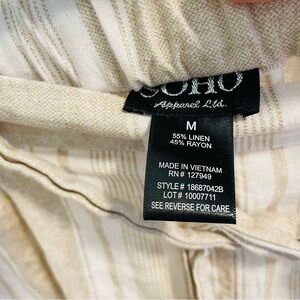 SOHO
Apparel Ltd.
M
55% LINEN
45% RAYON
MADE IN VIETNAM
RN# 127949
STYLE# 18687042B
LOT# 10007711
SEE REVERSE FOR CARE